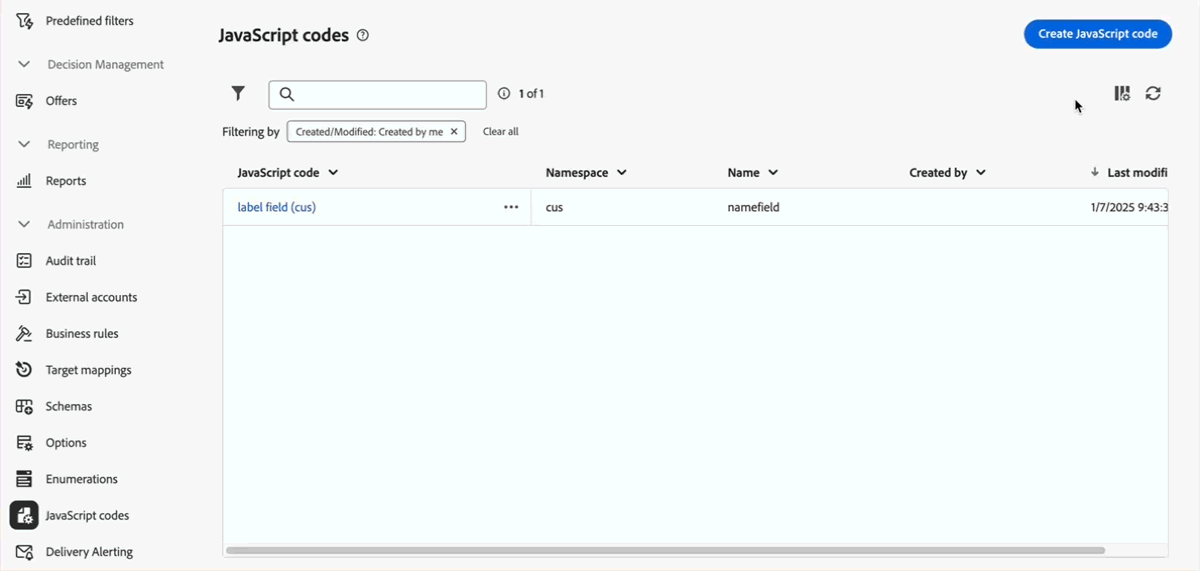 Predefined filters
Decision Management
Offers
Reporting
Reports
Administration
Audit trail
External accounts
Business rules
Target mappings
Schemas
Options
Enumerations
JavaScript codes
Delivery Alerting
JavaScript codes
Create JavaScript code
1 of 1
Filtering by Created/Modified: Created by me Clear all
JavaScript code Namespace Name Created by Last modifi
label field (cus) cus namefield 1/7/2025 9:43:3